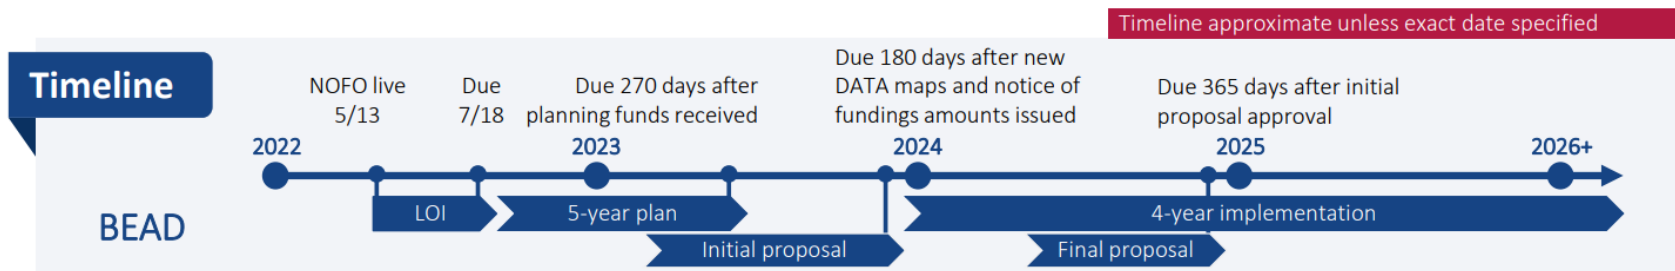 Timeline approximate unless exact date specified
Timeline
NOFO live
5/13
Due
7/18
Due 270 days after
planning funds received
Due 180 days after new
DATA maps and notice of
fundings amounts issued
Due 365 days after initial
proposal approval
2022
2023
2024
2025
2026+
BEAD
LOI
5-year plan
4-year implementation
Initial proposal
Final proposal